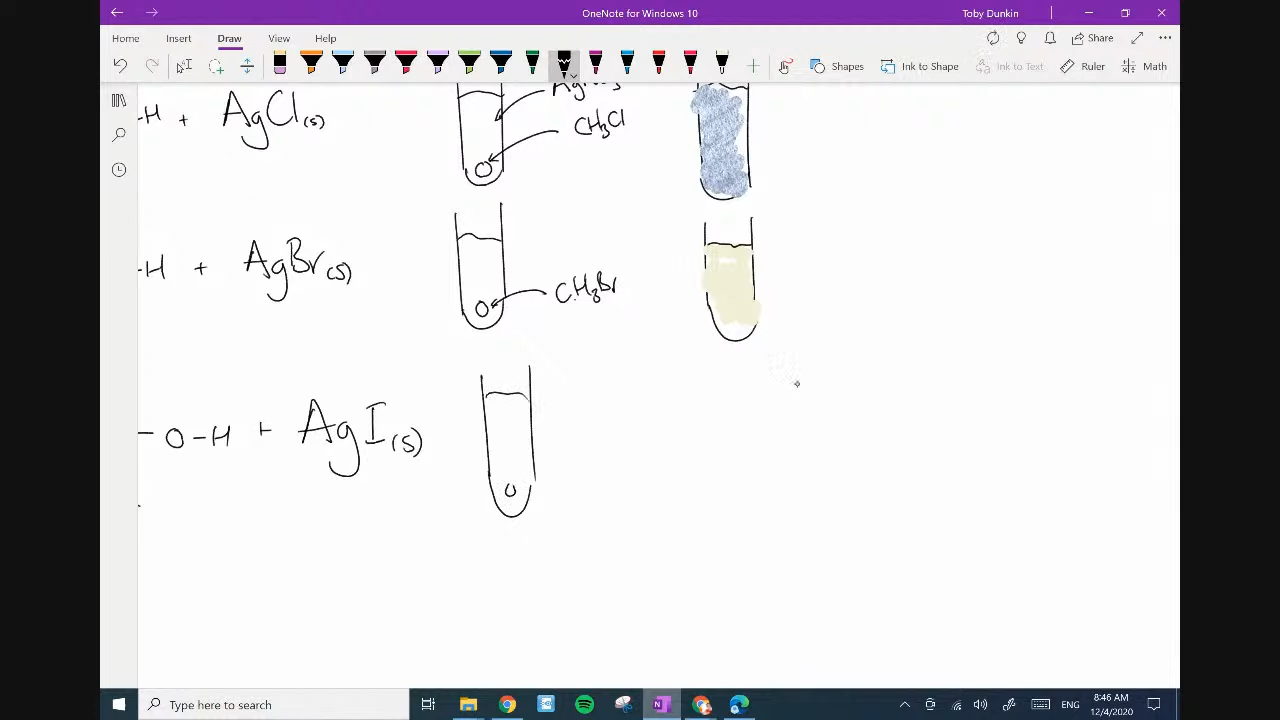 OneNote for Windows 10
Toby Dunkin
Home Insert Draw View Help
Share
Shapes Ink to Shape Ink to Text Ruler Math
-H + AgCl(s)
CH3Cl
-H + AgBr(s)
CH3Br
- O-H + AgI(s)
Type here to search
ENG
8:46 AM
12/4/2020